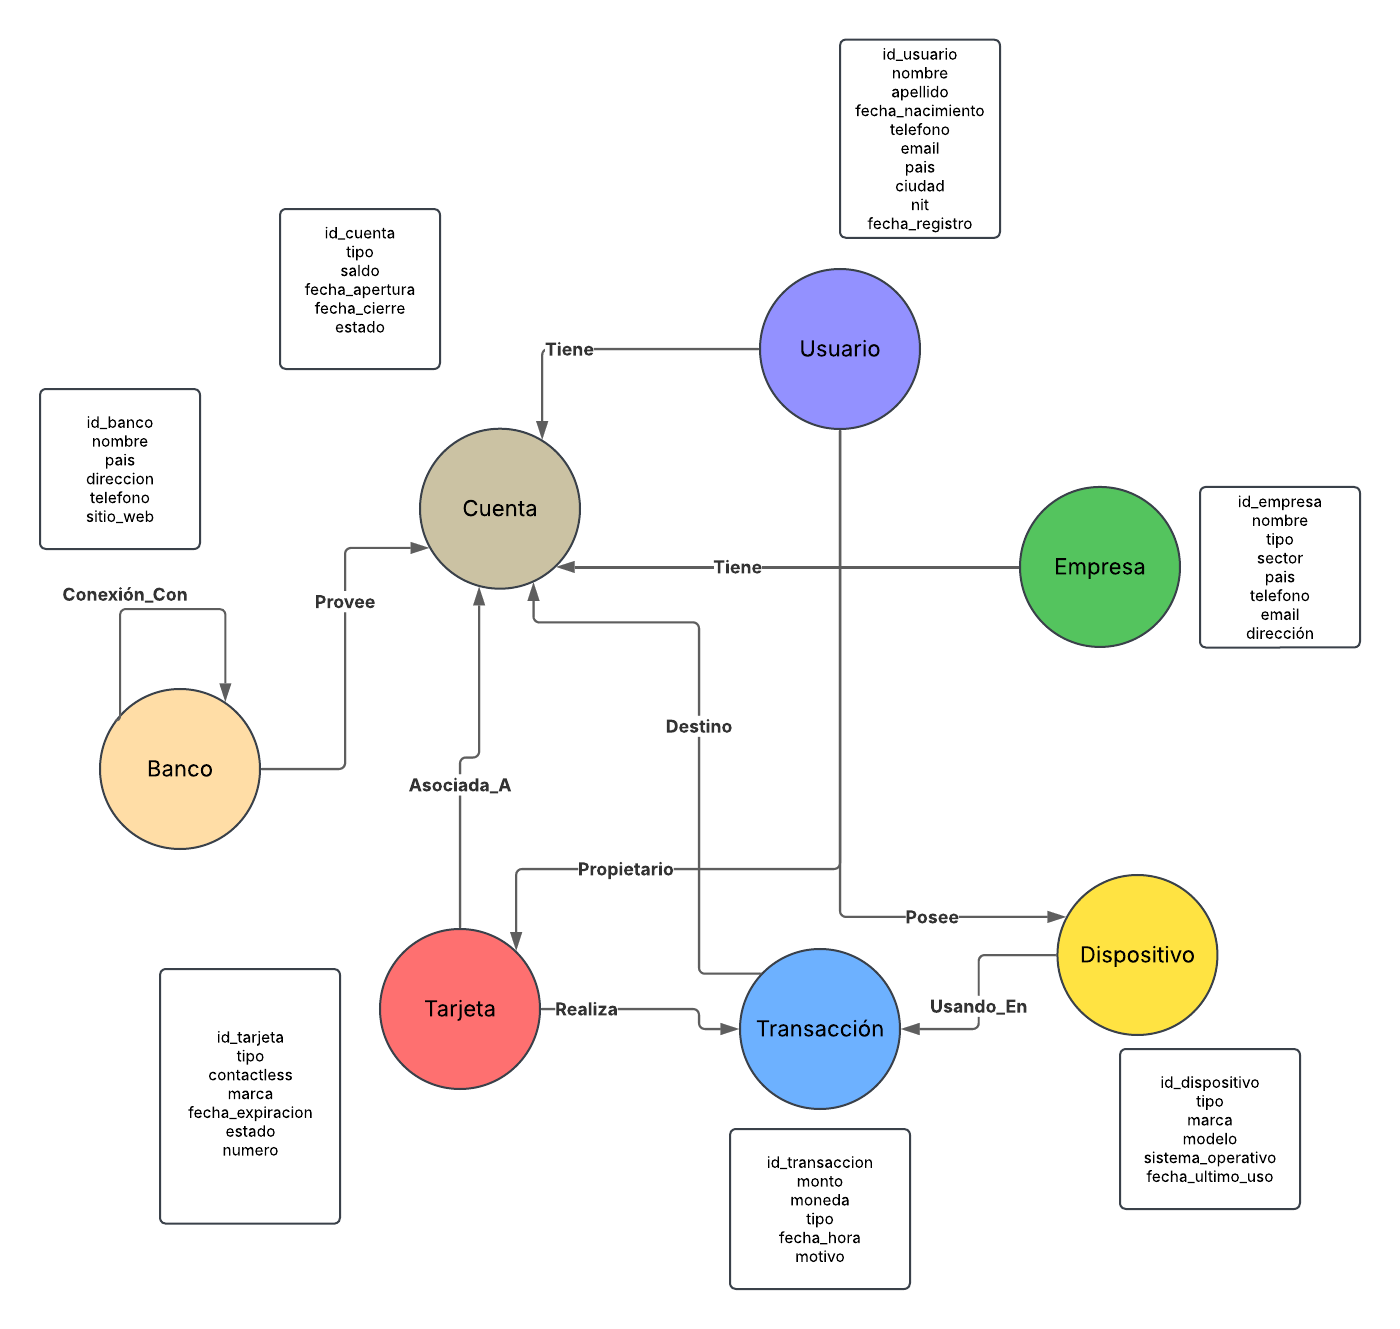 id_usuario
nombre
apellido
fecha_nacimiento
telefono
email
pais
ciudad
nit
fecha_registro
id_cuenta
tipo
saldo
fecha_apertura
fecha_cierre
estado
Tiene
Usuario
id_banco
nombre
pais
direccion
telefono
sitio_web
Cuenta
id_empresa
nombre
tipo
sector
pais
telefono
email
dirección
Tiene
Empresa
Conexión_Con
Provee
Destino
Banco
Asociada_A
Propietario
Posee
Dispositivo
Usando_En
Tarjeta
Realiza
Transacción
id_tarjeta
tipo
contactless
marca
fecha_expiracion
estado
numero
id_dispositivo
tipo
marca
modelo
sistema_operativo
fecha_ultimo_uso
id_transaccion
monto
moneda
tipo
fecha_hora
motivo